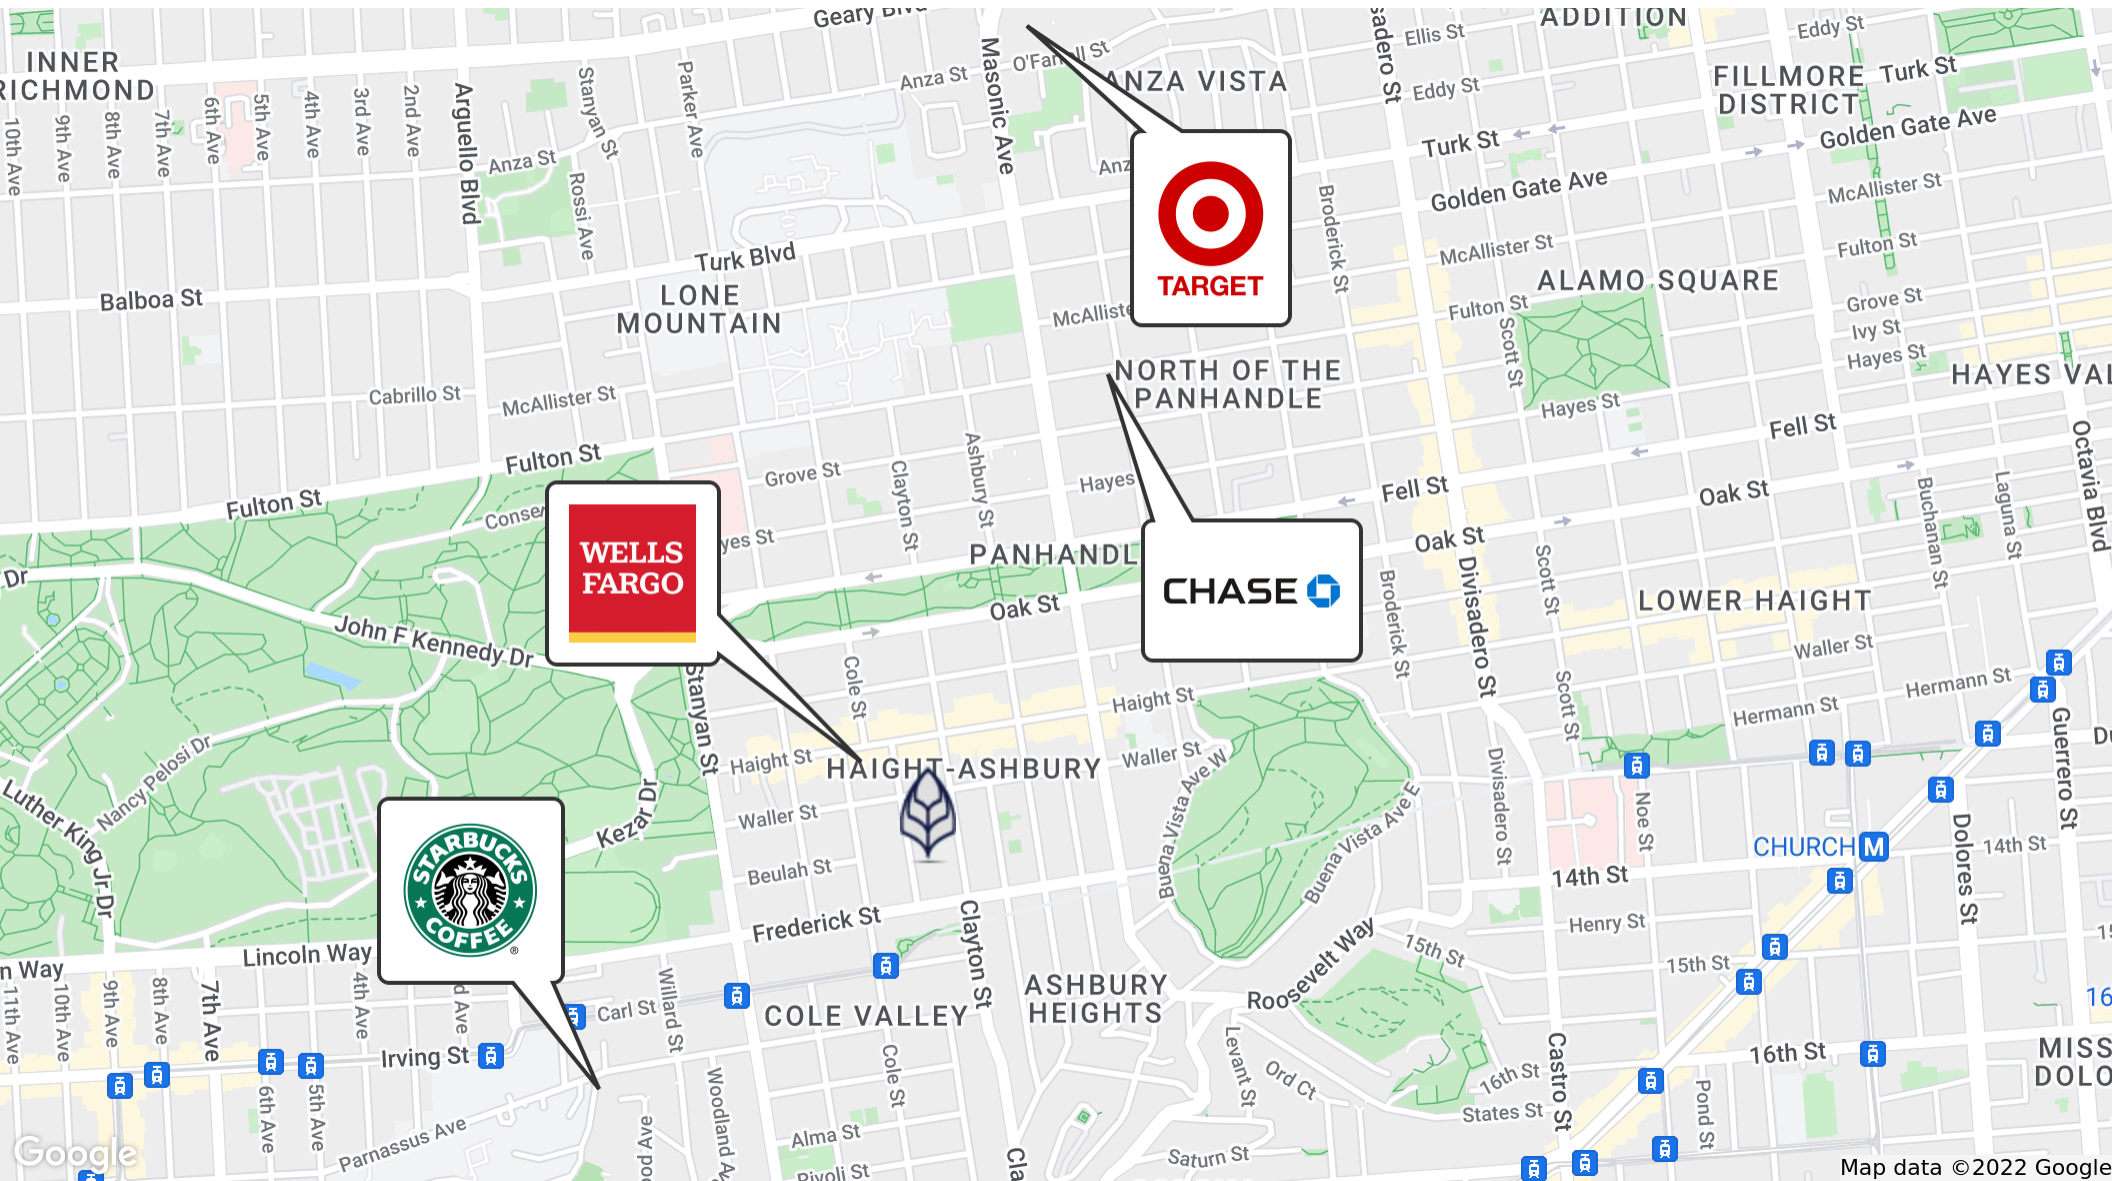 Geary Blvd
ADDITION
Eddy St
Ellis St
INNER
RICHMOND
Masonic Ave
O'Farrell St
ANZA VISTA
Anza St
Eddy St
FILLMORE
DISTRICT
Turk St
10th Ave
9th Ave
8th Ave
7th Ave
6th Ave
5th Ave
4th Ave
3rd Ave
2nd Ave
Arguello Blvd
Stanyan St
Parker Ave
Anza St
Rossi Ave
Turk St
Golden Gate Ave
Golden Gate Ave
McAllister St
Broderick St
TARGET
McAllister St
Fulton St
Turk Blvd
Balboa St
LONE
MOUNTAIN
ALAMO SQUARE
Fulton St
Scott St
Grove St
Ivy St
Hayes St
NORTH OF THE
PANHANDLE
Cabrillo St
McAllister St
Hayes St
Fell St
Octavia Blvd
Fulton St
Fulton St
Grove St
Clayton St
Ashbury St
Hayes
Fell St
Oak St
Buchanan St
Laguna St
WELLS
FARGO
Oak St
Oak St
CHASE
Divisadero St
Broderick St
Scott St
LOWER HAIGHT
Waller St
John F Kennedy Dr
Stanyan St
Cole St
Haight St
Scott St
Hermann St
Hermann St
Guerrero St
Nancy Pelosi Dr
Haight St
HAIGHT-ASHBURY
Waller St
Buena Vista Ave W
Buena Vista Ave E
Divisadero St
Noe St
Luther King Jr Dr
Kezar Dr
Waller St
Beulah St
CHURCH M
14th St
14th St
Dolores St
STARBUCKS
COFFEE
®
Frederick St
Clayton St
Henry St
15th St
15th St
Lincoln Way
n Way
Roosevelt Way
ASHBURY
HEIGHTS
COLE VALLEY
Carl St
Willard St
11th Ave
10th Ave
9th Ave
8th Ave
7th Ave
4th Ave
Irving St
Cole St
Levant St
Ord Ct
16th St
16th St
Castro St
States St
Pond St
6th Ave
5th Ave
Parnassus Ave
Alma St
Rivoli St
Saturn St
Google
Map data ©2022 Google